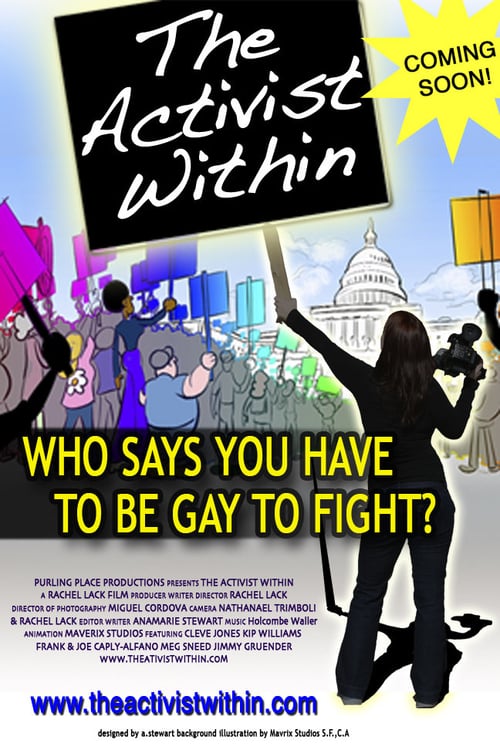 The
Activist
Within
COMING
SOON!
WHO SAYS YOU HAVE
TO BE GAY TO FIGHT?
PURLING PLACE PRODUCTIONS PRESENTS THE ACTIVIST WITHIN
A RACHEL LACK FILM PRODUCER WRITER DIRECTOR RACHEL LACK
DIRECTOR OF PHOTOGRAPHY MIGUEL CORDOVA CAMERA NATHANAEL TRIMBOLI
& RACHEL LACK EDITOR WRITER ANAMARIE STEWART MUSIC Holcombe Waller
ANIMATION MAVERIX STUDIOS FEATURING CLEVE JONES KIP WILLIAMS
FRANK & JOE CAPLY-ALFANO MEG SNEED JIMMY GRUENDER
WWW.THEATIVISTWITHIN.COM
www.theactivistwithin.com
designed by a.stewart background illustration by Mavrix Studios S.F.,C.A